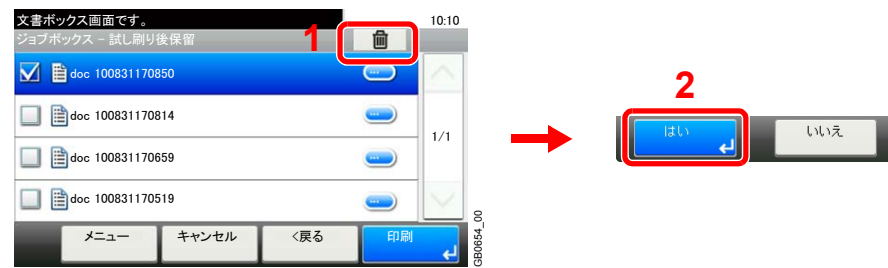 文書ボックス画面です。
10:10
ジョブボックス - 試し刷り後保留
1
doc 100831170850
doc 100831170814
1/1
doc 100831170659
doc 100831170519
メニュー
キャンセル
<戻る
印刷
GB0654_00
2
はい
いいえ